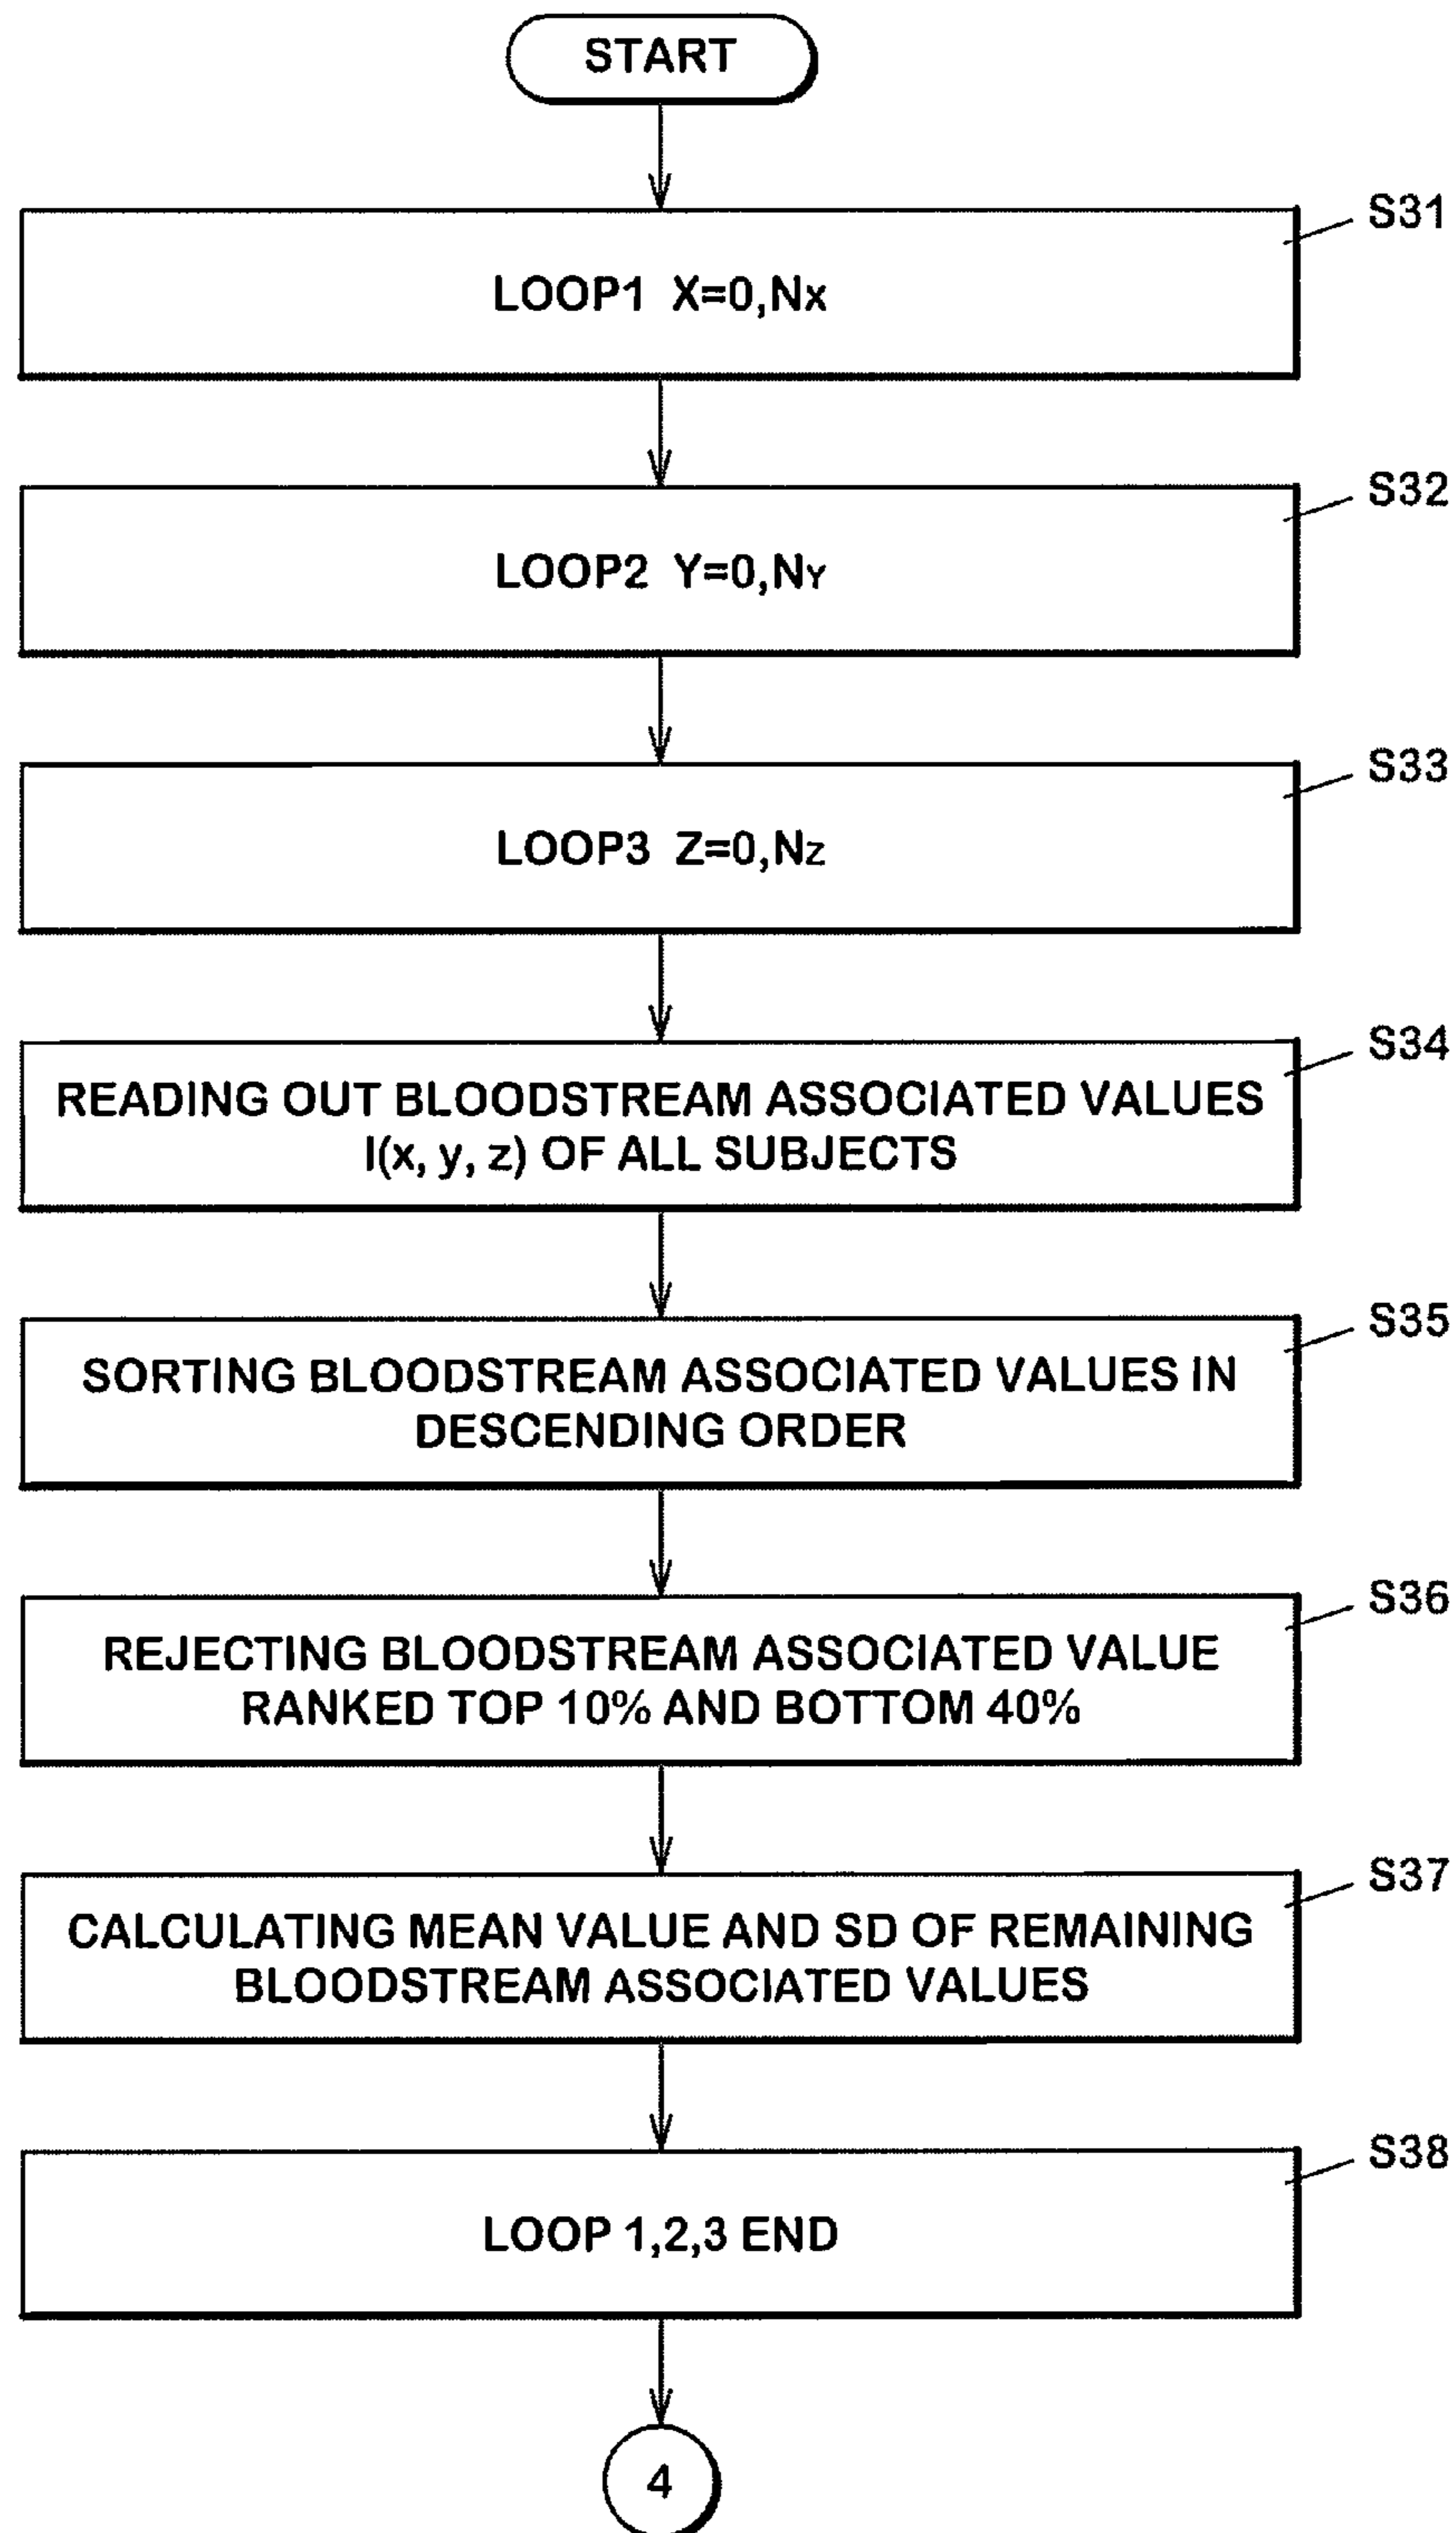 START
S31
LOOP1 X=0,Nx
S32
LOOP2 Y=0,NY
S33
LOOP3 Z=0,Nz
S34
READING OUT BLOODSTREAM ASSOCIATED VALUES
I(x, y, z) OF ALL SUBJECTS
S35
SORTING BLOODSTREAM ASSOCIATED VALUES IN
DESCENDING ORDER
S36
REJECTING BLOODSTREAM ASSOCIATED VALUE
RANKED TOP 10% AND BOTTOM 40%
S37
CALCULATING MEAN VALUE AND SD OF REMAINING
BLOODSTREAM ASSOCIATED VALUES
S38
LOOP 1,2,3 END
4